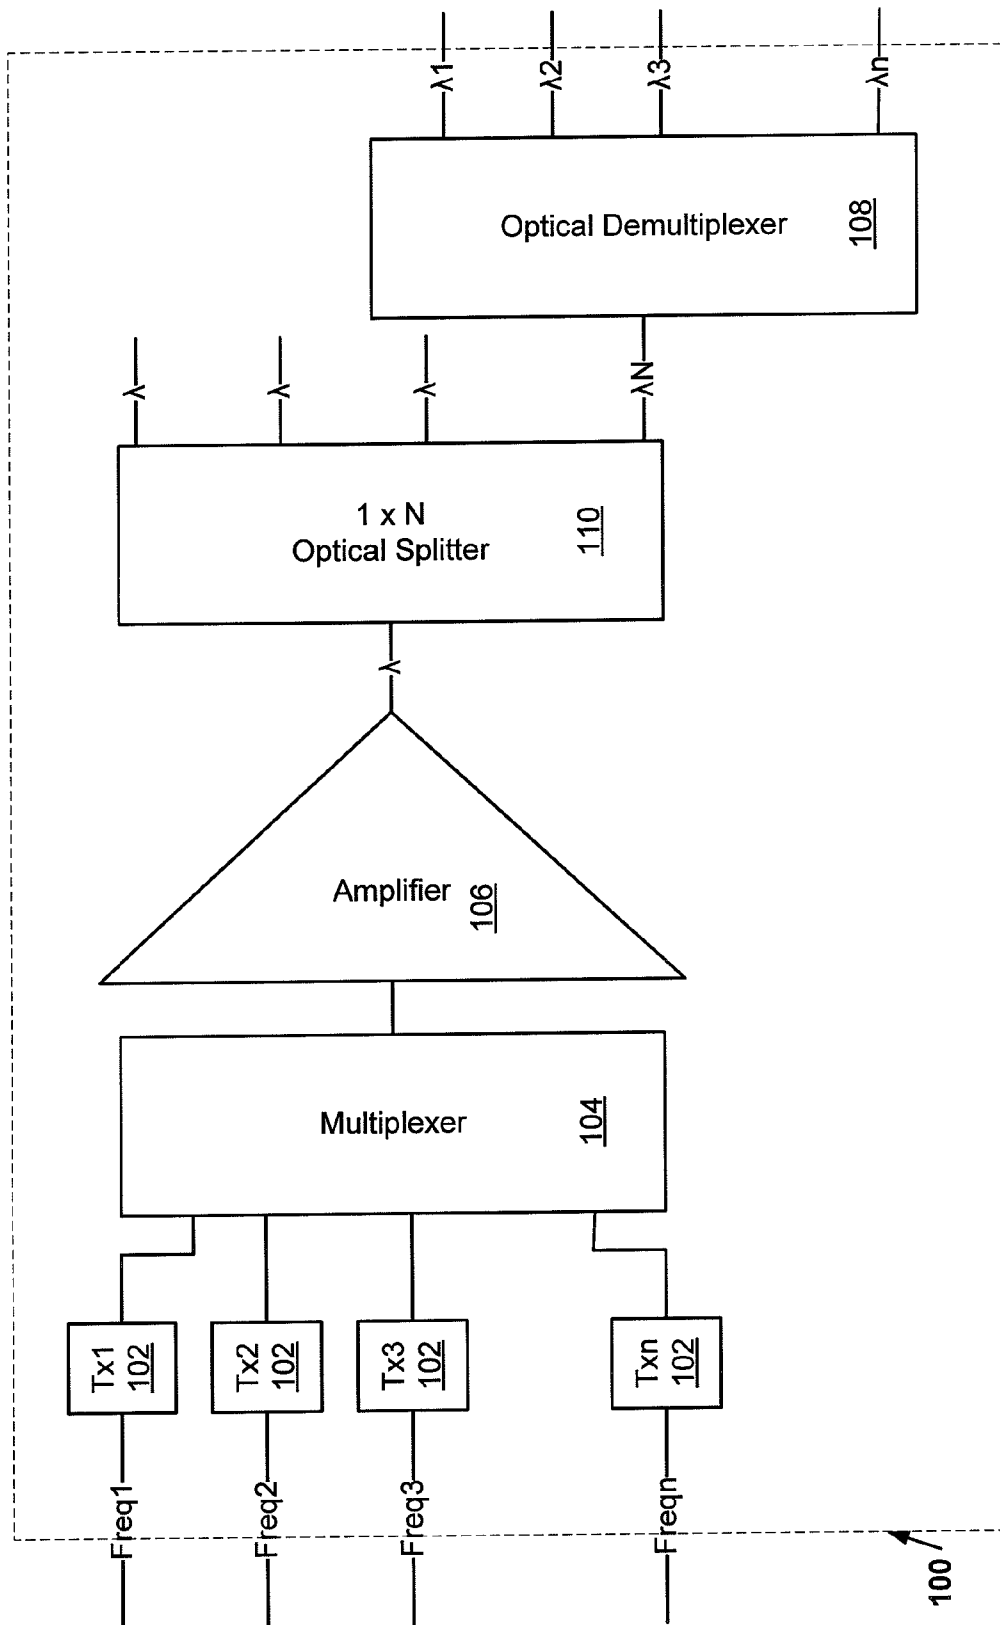 λ1
λ2
λ3
λn
Optical Demultiplexer
108
λ
λ
λ
λN
1 x N
Optical Splitter
110
λ
Amplifier
106
Multiplexer
104
Tx1
102
Tx2
102
Tx3
102
Txn
102
Freq1
Freq2
Freq3
Freqn
100